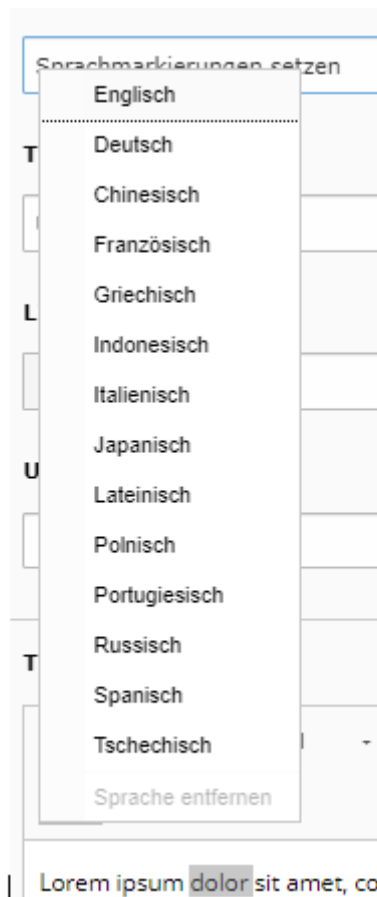 Sprachmarkierungen setzen
Englisch
Deutsch
T
Chinesisch
Französisch
Griechisch
L
Indonesisch
Italienisch
Japanisch
U
Lateinisch
Polnisch
Portugiesisch
Russisch
T
Spanisch
Tschechisch
Sprache entfernen
Lorem ipsum dolor sit amet, co